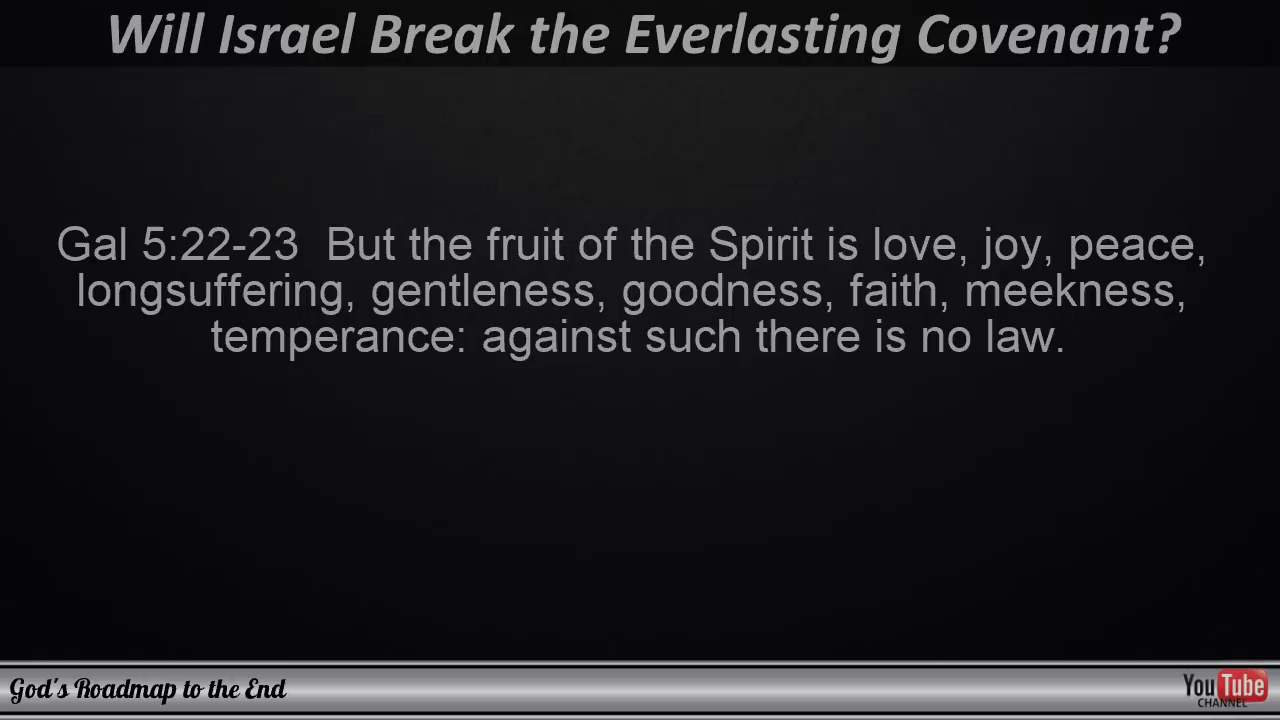 Will Israel Break the Everlasting Covenant?
Gal 5:22-23 But the fruit of the Spirit is love, joy, peace,
longsuffering, gentleness, goodness, faith, meekness,
temperance: against such there is no law.
God's Roadmap to the End
YouTube
CHANNEL